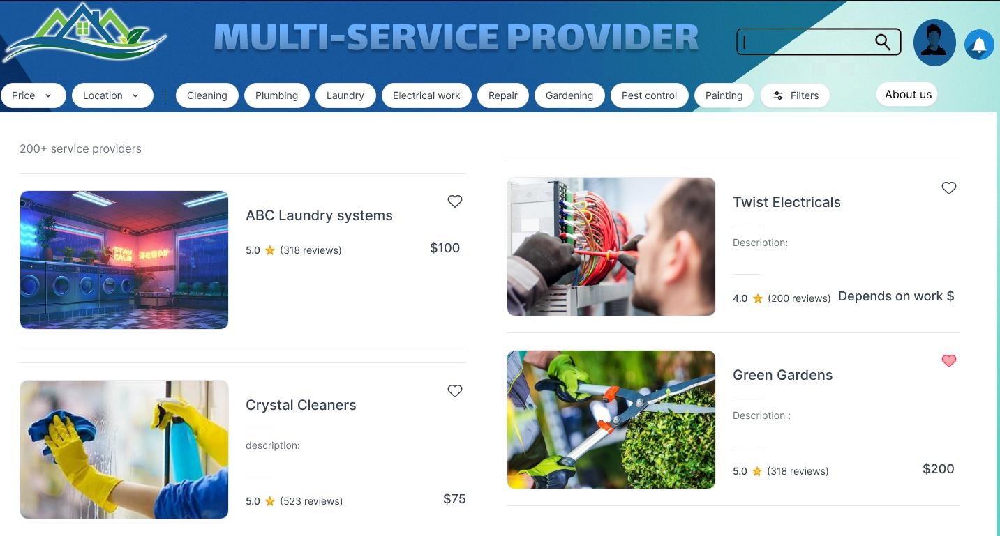 MULTI-SERVICE PROVIDER
Price
Location
Cleaning
Plumbing
Laundry
Electrical work
Repair
Gardening
Pest control
Painting
Filters
About us
200+ service providers
STAY
CALM
ABC Laundry systems
5.0 (318 reviews)
$100
Crystal Cleaners
description:
5.0 (523 reviews)
$75
Twist Electricals
Description:
4.0 (200 reviews) Depends on work $
Green Gardens
Description :
5.0 (318 reviews)
$200